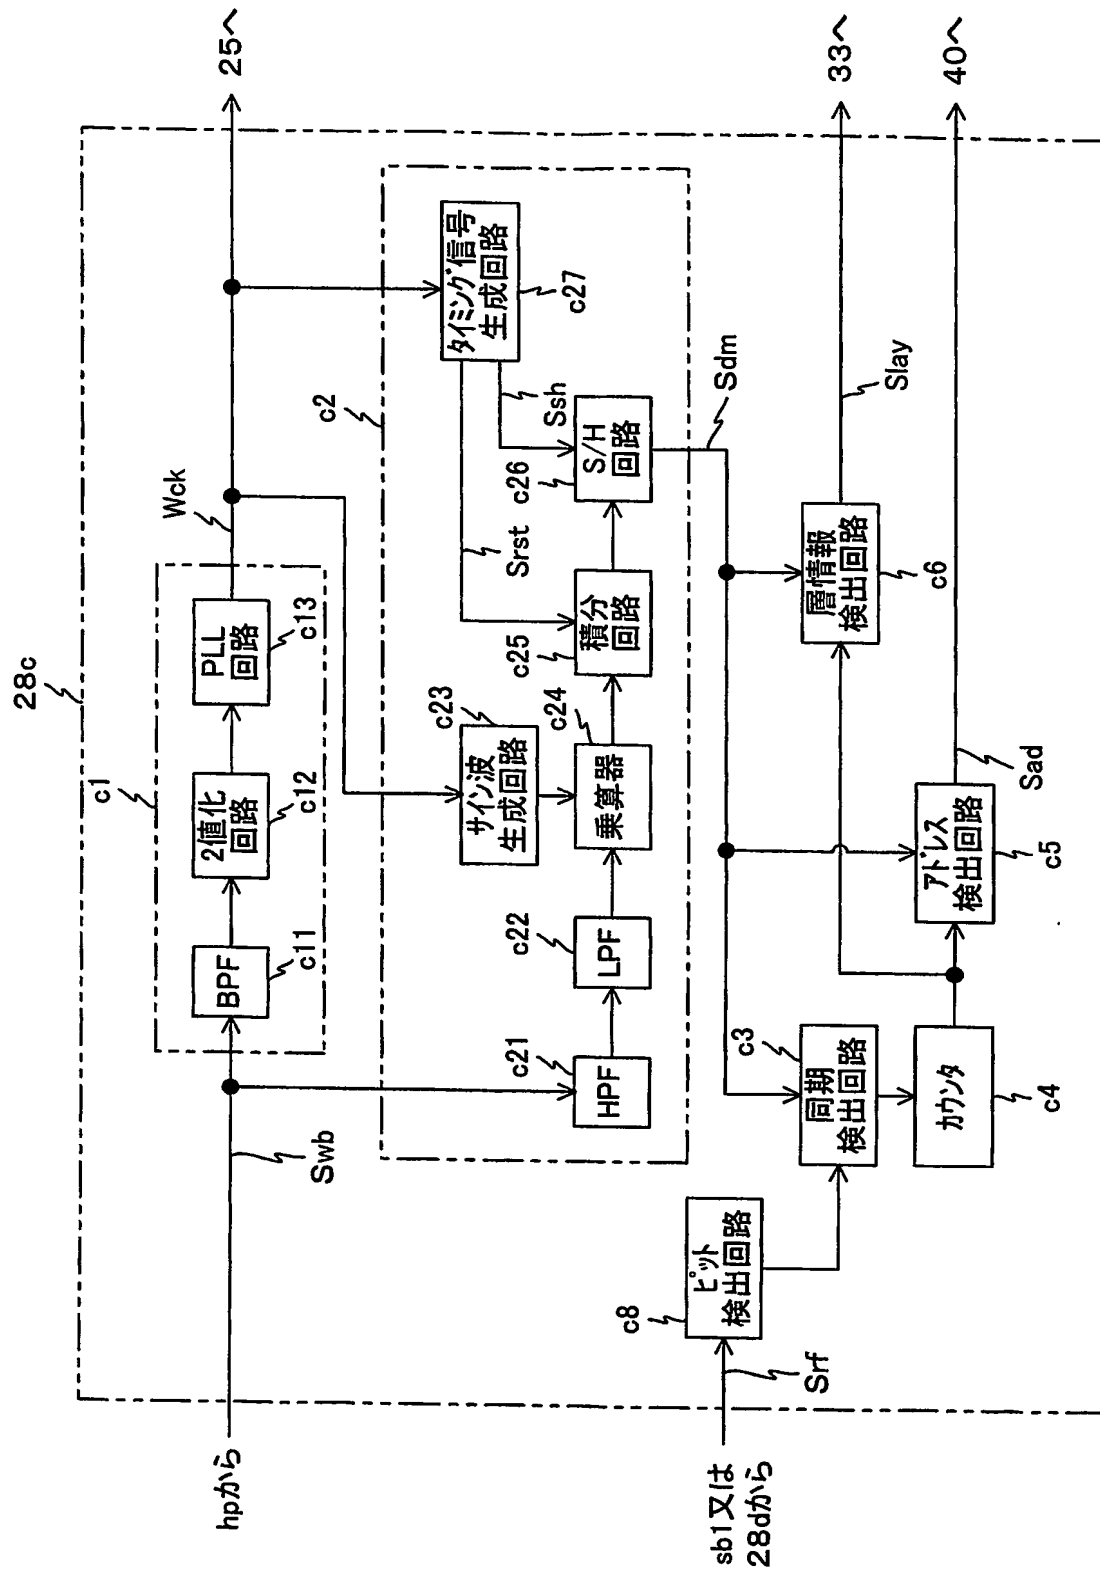 28c
hpから
Swb
c1
BPF
c11
2値化
回路
c12
PLL
回路
c13
Wck
25へ
c2
HPF
c21
LPF
c22
サイン波
生成回路
c23
乗算器
c24
積分
回路
c25
S/H
回路
c26
タイミング信号
生成回路
c27
Srst
Ssh
Sdm
sb1又は
28dから
Srf
ピット
検出回路
c8
同期
検出回路
c3
カウンタ
c4
アドレス
検出回路
c5
層情報
検出回路
c6
Slay
33へ
Sad
40へ